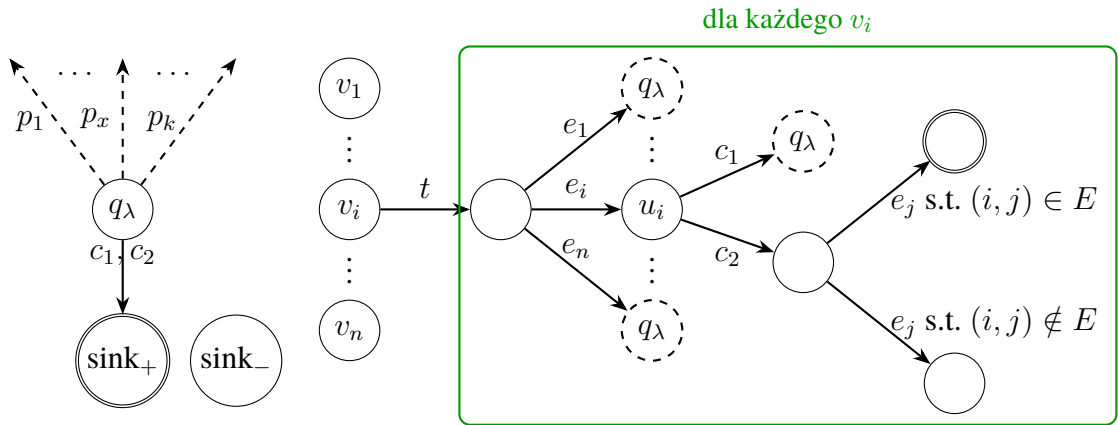 dla każdego v_i
p_1 ... p_x ... p_k
q_λ
c_1, c_2
sink_+
sink_−
v_1
⋮
v_i
⋮
v_n
t
e_1
e_i
e_n
q_λ
⋮
u_i
⋮
q_λ
c_1
c_2
q_λ
e_j s.t. (i, j) ∈ E
e_j s.t. (i, j) ∉ E